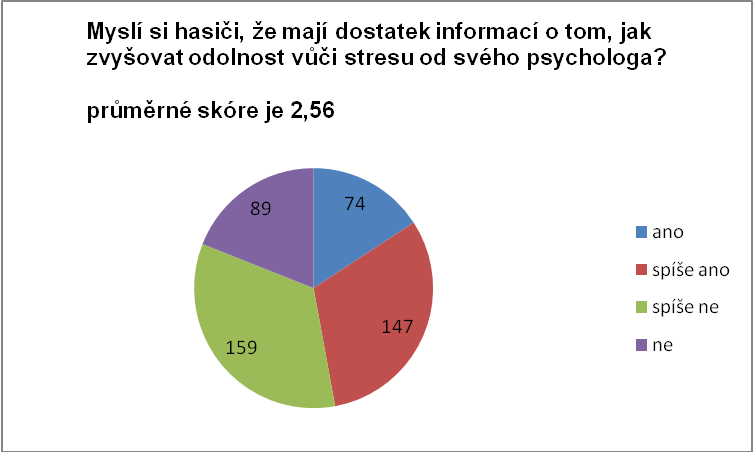 Myslí si hasiči, že mají dostatek informací o tom, jak
zvyšovat odolnost vůči stresu od svého psychologa?
průměrné skóre je 2,56
89
74
147
159
ano
spíše ano
spíše ne
ne